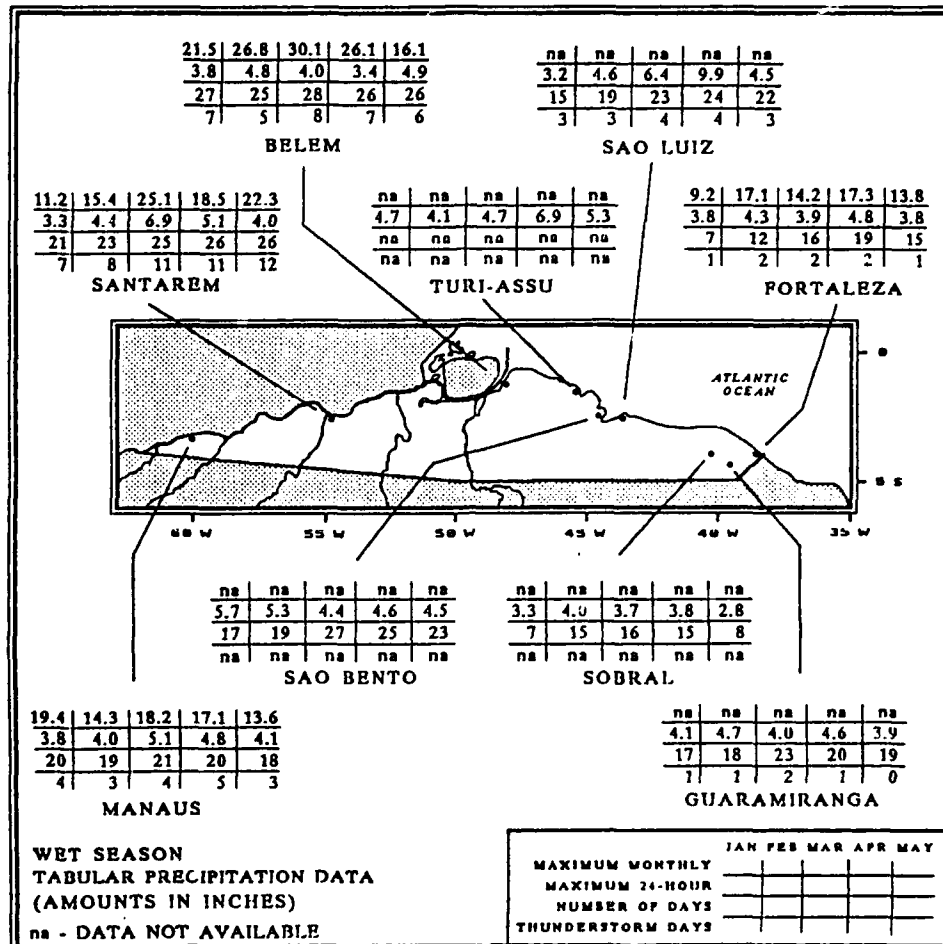 21.5 26.8 30.1 26.1 16.1
3.8 4.8 4.0 3.4 4.9
27 25 28 26 26
7 5 8 7 6
BELEM
na na na na na
3.2 4.6 6.4 9.9 4.5
15 19 23 24 22
3 3 4 4 3
SAO LUIZ
11.2 15.4 25.1 18.5 22.3
3.3 4.4 6.9 5.1 4.0
21 23 25 26 26
7 8 11 11 12
SANTAREM
na na na na na
4.7 4.1 4.7 6.9 5.3
na na na na na
na na na na na
TURI-ASSU
9.2 17.1 14.2 17.3 13.8
3.8 4.3 3.9 4.8 3.8
7 12 16 19 15
1 2 2 2 1
FORTALEZA
0
ATLANTIC
OCEAN
5 S
60 W 55 W 50 W 45 W 40 W 35 W
na na na na na
5.7 5.3 4.4 4.6 4.5
17 19 27 25 23
na na na na na
SAO BENTO
na na na na na
3.3 4.0 3.7 3.8 2.8
7 15 16 15 8
na na na na na
SOBRAL
19.4 14.3 18.2 17.1 13.6
3.8 4.0 5.1 4.8 4.1
20 19 21 20 18
4 3 4 5 3
MANAUS
na na na na na
4.1 4.7 4.0 4.6 3.9
17 18 23 20 19
1 1 2 1 0
GUARAMIRANGA
WET SEASON
TABULAR PRECIPITATION DATA
(AMOUNTS IN INCHES)
na - DATA NOT AVAILABLE
JAN FEB MAR APR MAY
MAXIMUM MONTHLY
MAXIMUM 24-HOUR
NUMBER OF DAYS
THUNDERSTORM DAYS